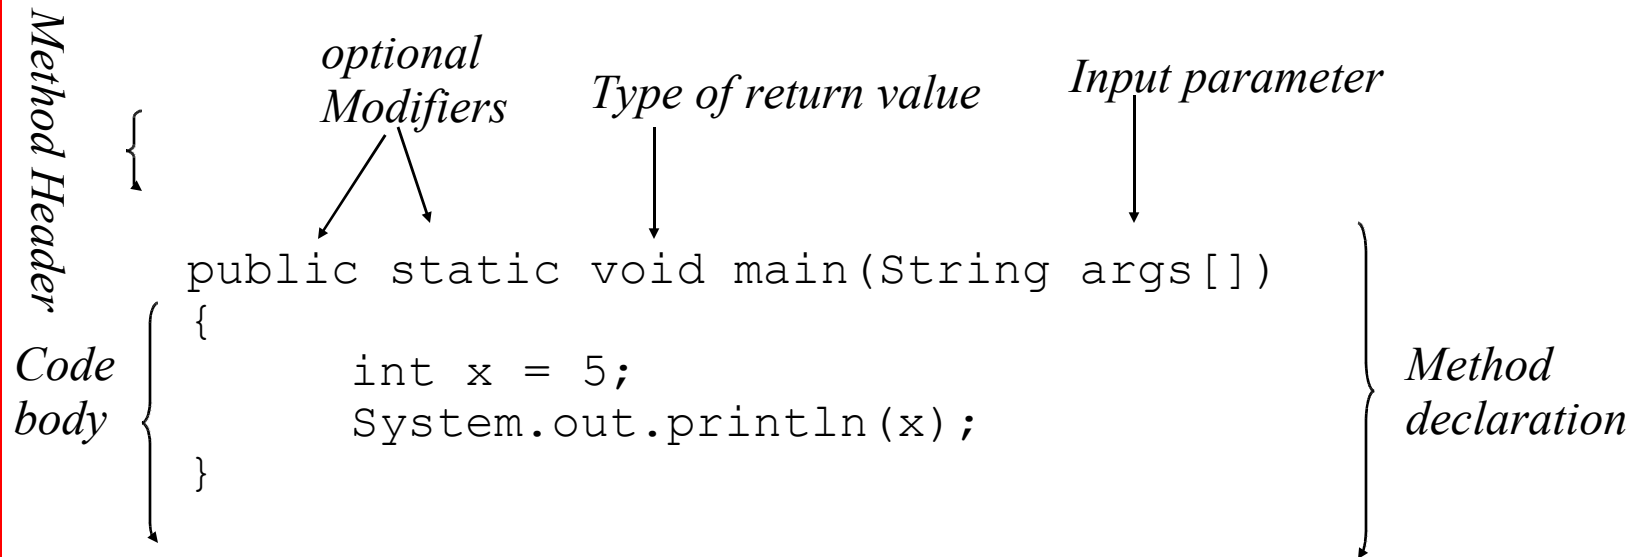 Method Header
optional
Modifiers
Type of return value
Input parameter
public static void main(String args[])
{
int x = 5;
System.out.println(x);
}
Code
body
Method
declaration